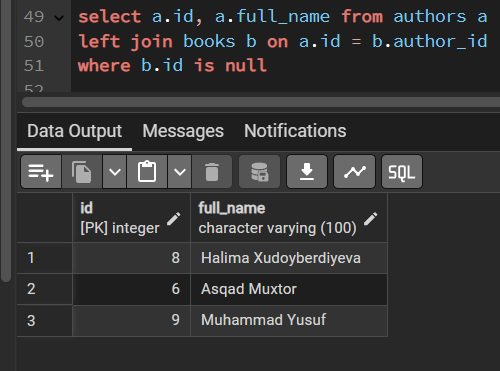 49 select a.id, a.full_name from authors a
50 left join books b on a.id = b.author_id
51 where b.id is null
52
Data Output Messages Notifications
SQL
id full_name
[PK] integer character varying (100)
1 8 Halima Xudoyberdiyeva
2 6 Asqad Muxtor
3 9 Muhammad Yusuf